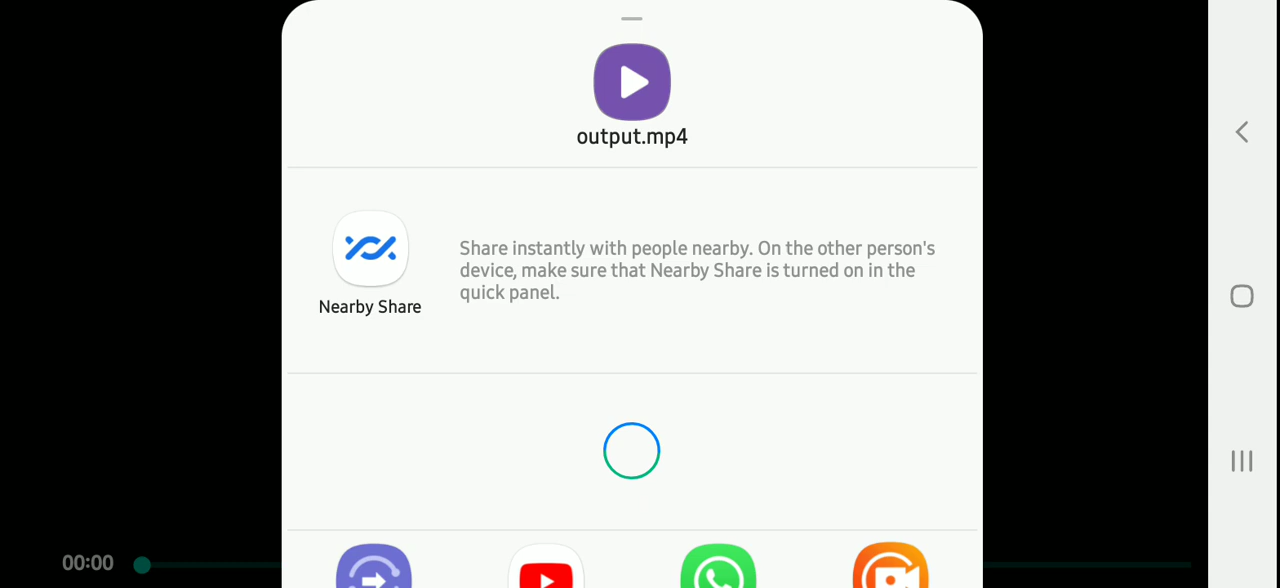 output.mp4
Nearby Share
Share instantly with people nearby. On the other person's
device, make sure that Nearby Share is turned on in the
quick panel.
00:00